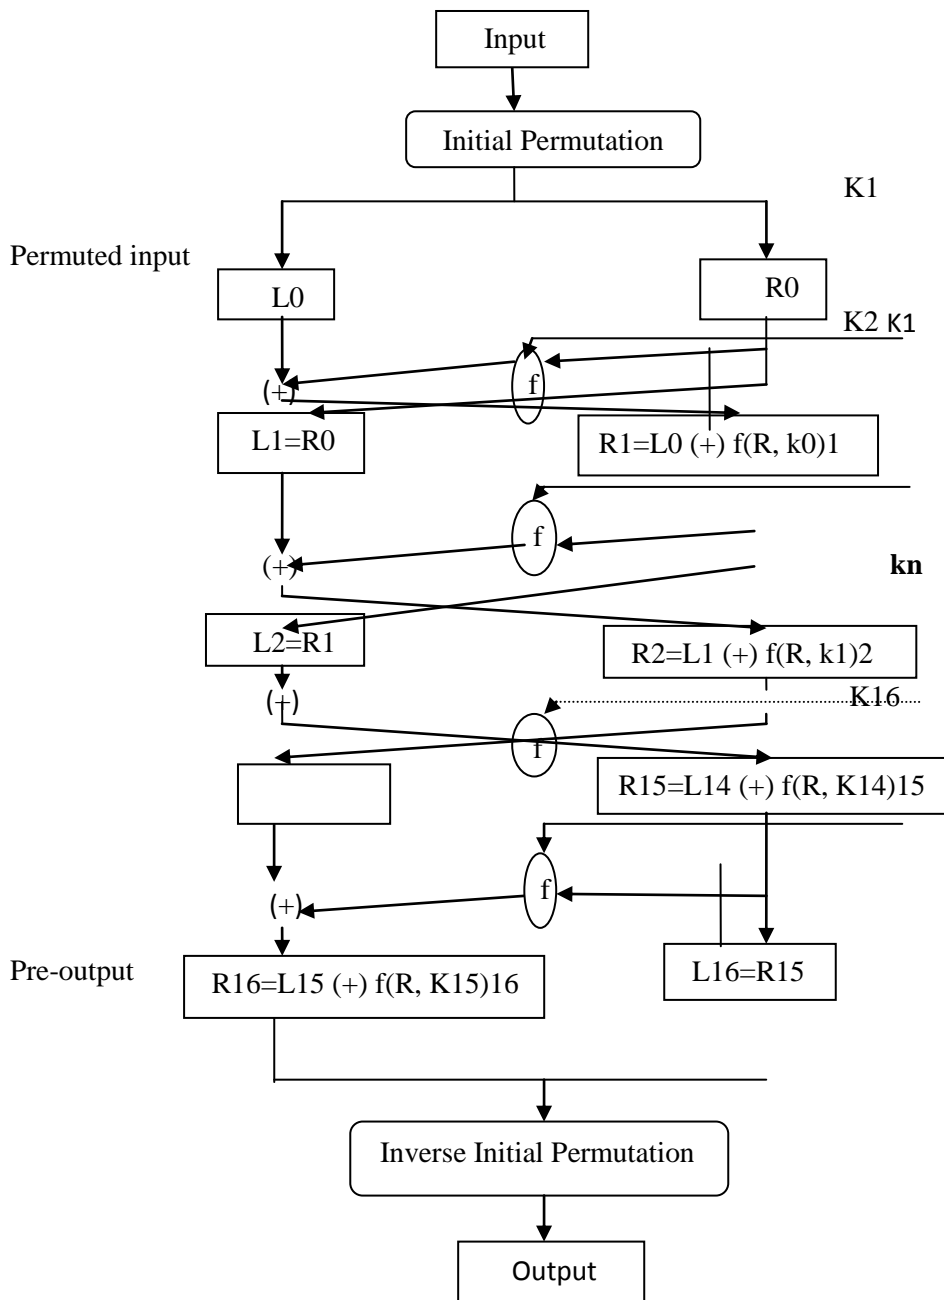 Input
Initial Permutation
K1
Permuted input
L0
R0
K2 K1
f
(+)
L1=R0
R1=L0 (+) f(R, k0)1
f
(+)
kn
L2=R1
R2=L1 (+) f(R, k1)2
(+)
K16
f
R15=L14 (+) f(R, K14)15
f
(+)
Pre-output
R16=L15 (+) f(R, K15)16
L16=R15
Inverse Initial Permutation
Output